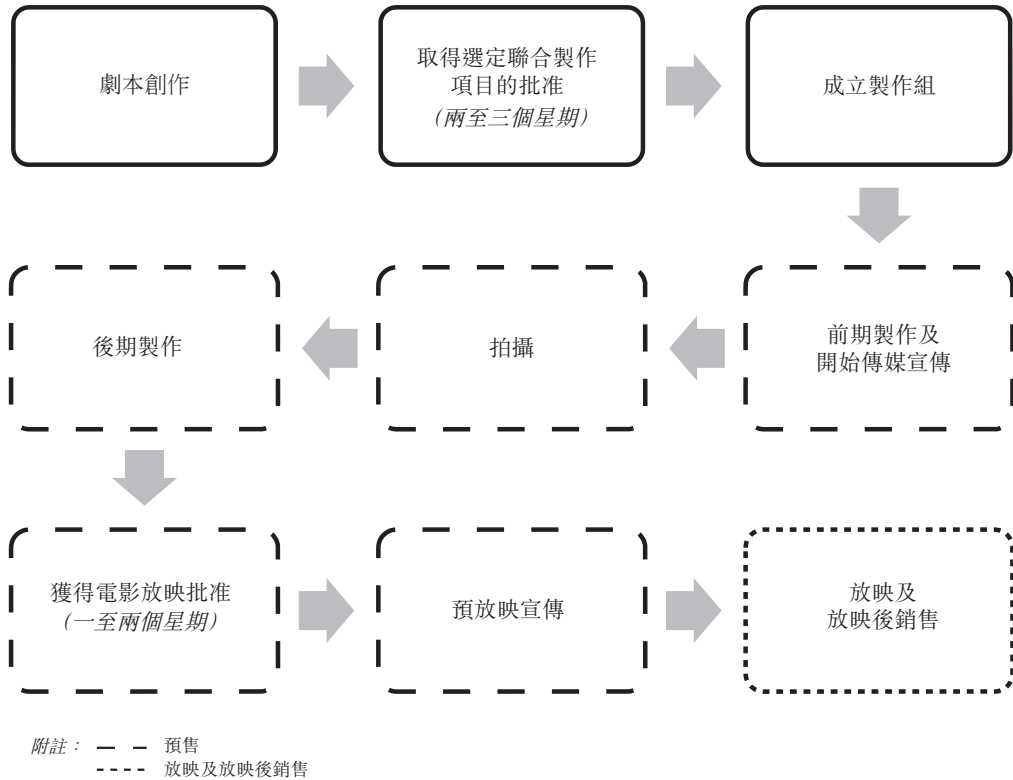 劇本創作
取得選定聯合製作
項目的批准
(兩至三個星期)
成立製作組
前期製作及
開始傳媒宣傳
拍攝
後期製作
獲得電影放映批准
(一至兩個星期)
預放映宣傳
放映及
放映後銷售
附註： 預售
放映及放映後銷售